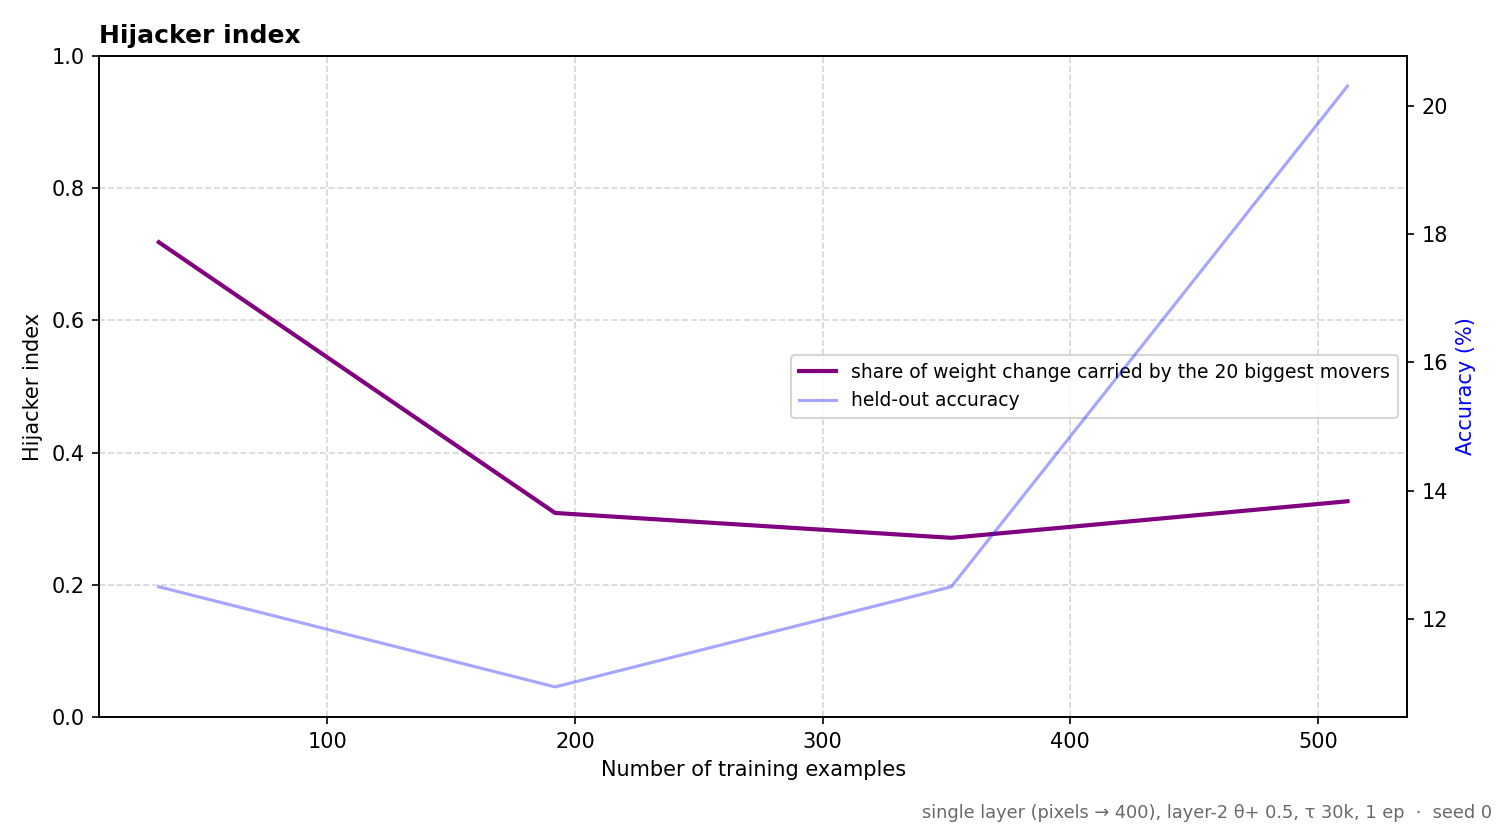 Hijacker index
1.0
0.8
0.6
0.4
0.2
0.0
Hijacker index
100
200
300
400
500
Number of training examples
20
18
16
14
12
Accuracy (%)
share of weight change carried by the 20 biggest movers
held-out accuracy
single layer (pixels → 400), layer-2 θ+ 0.5, τ 30k, 1 ep · seed 0